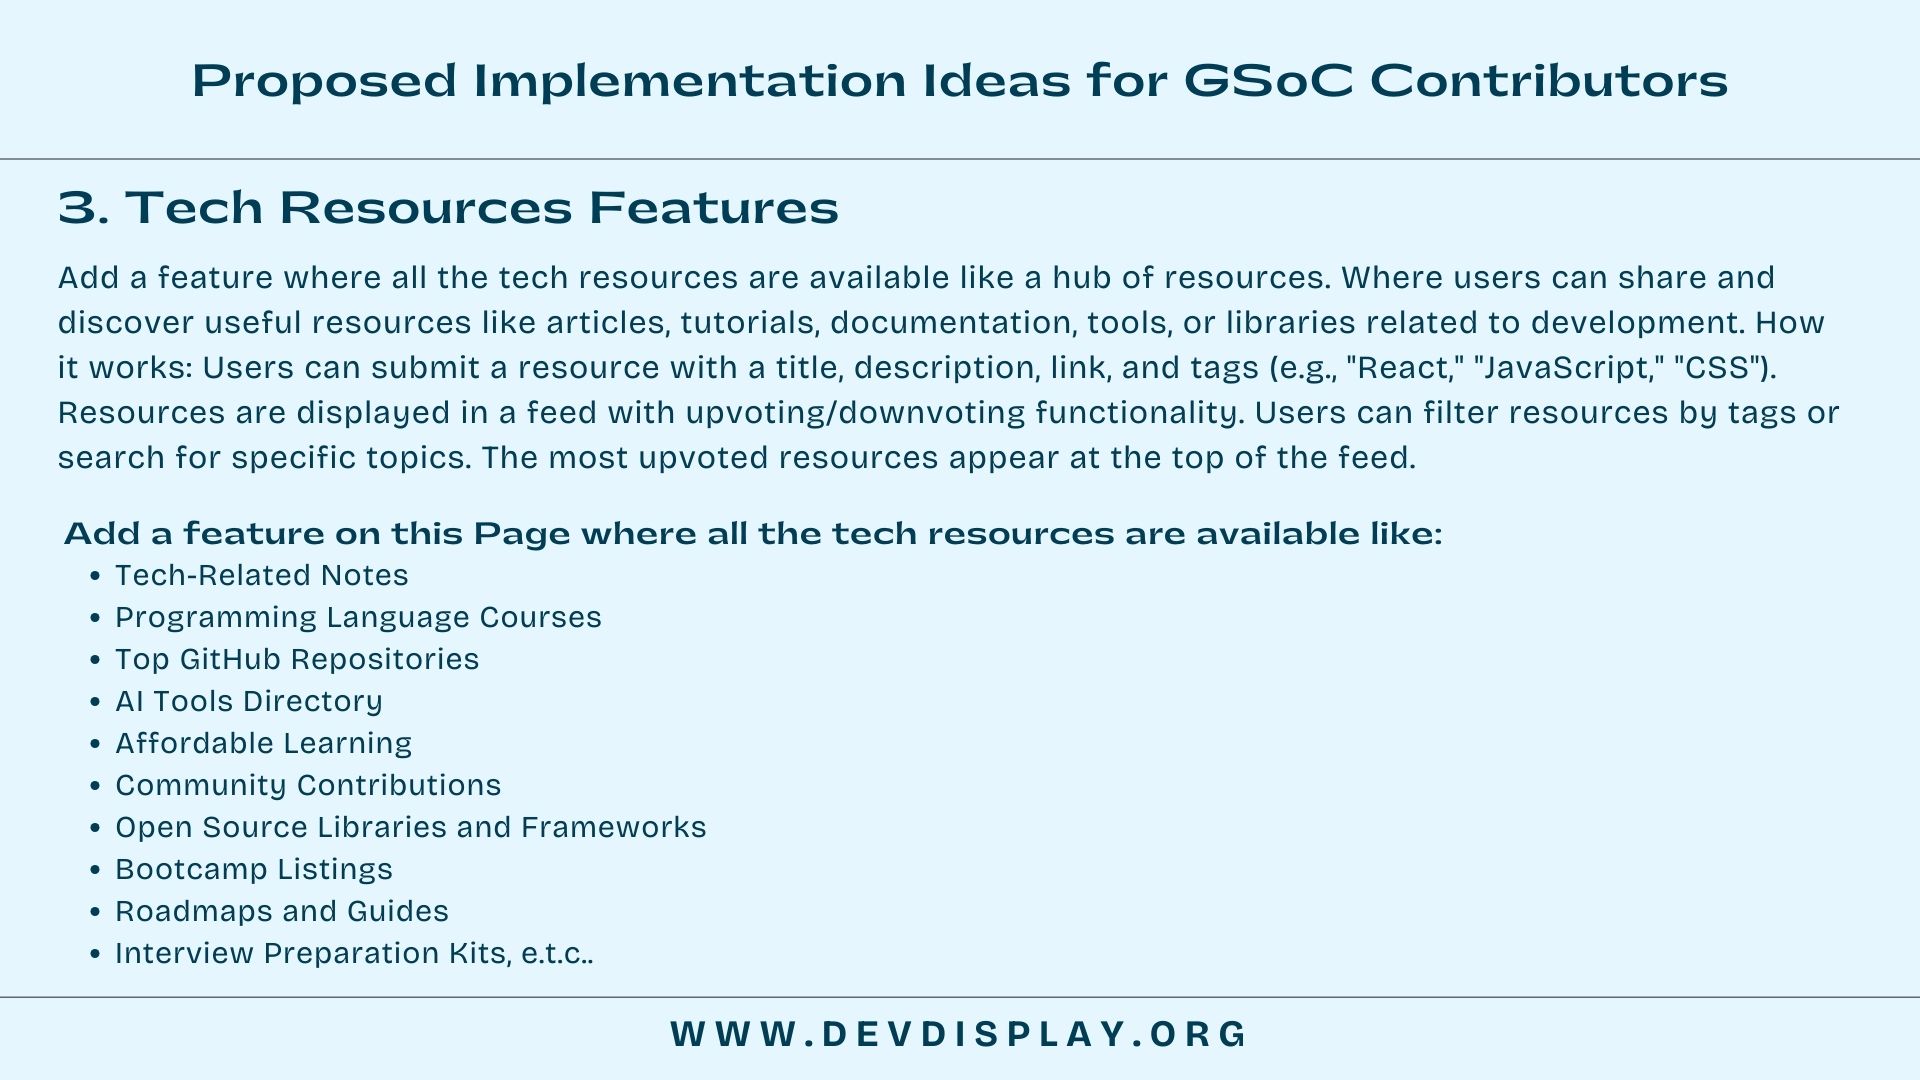 Proposed Implementation Ideas for GSoC Contributors
3. Tech Resources Features
Add a feature where all the tech resources are available like a hub of resources. Where users can share and
discover useful resources like articles, tutorials, documentation, tools, or libraries related to development. How
it works: Users can submit a resource with a title, description, link, and tags (e.g., "React," "JavaScript," "CSS").
Resources are displayed in a feed with upvoting/downvoting functionality. Users can filter resources by tags or
search for specific topics. The most upvoted resources appear at the top of the feed.
Add a feature on this Page where all the tech resources are available like:
• Tech-Related Notes
• Programming Language Courses
• Top GitHub Repositories
• AI Tools Directory
• Affordable Learning
• Community Contributions
• Open Source Libraries and Frameworks
• Bootcamp Listings
• Roadmaps and Guides
• Interview Preparation Kits, e.t.c..
WWW.DEVDISPLAY.ORG